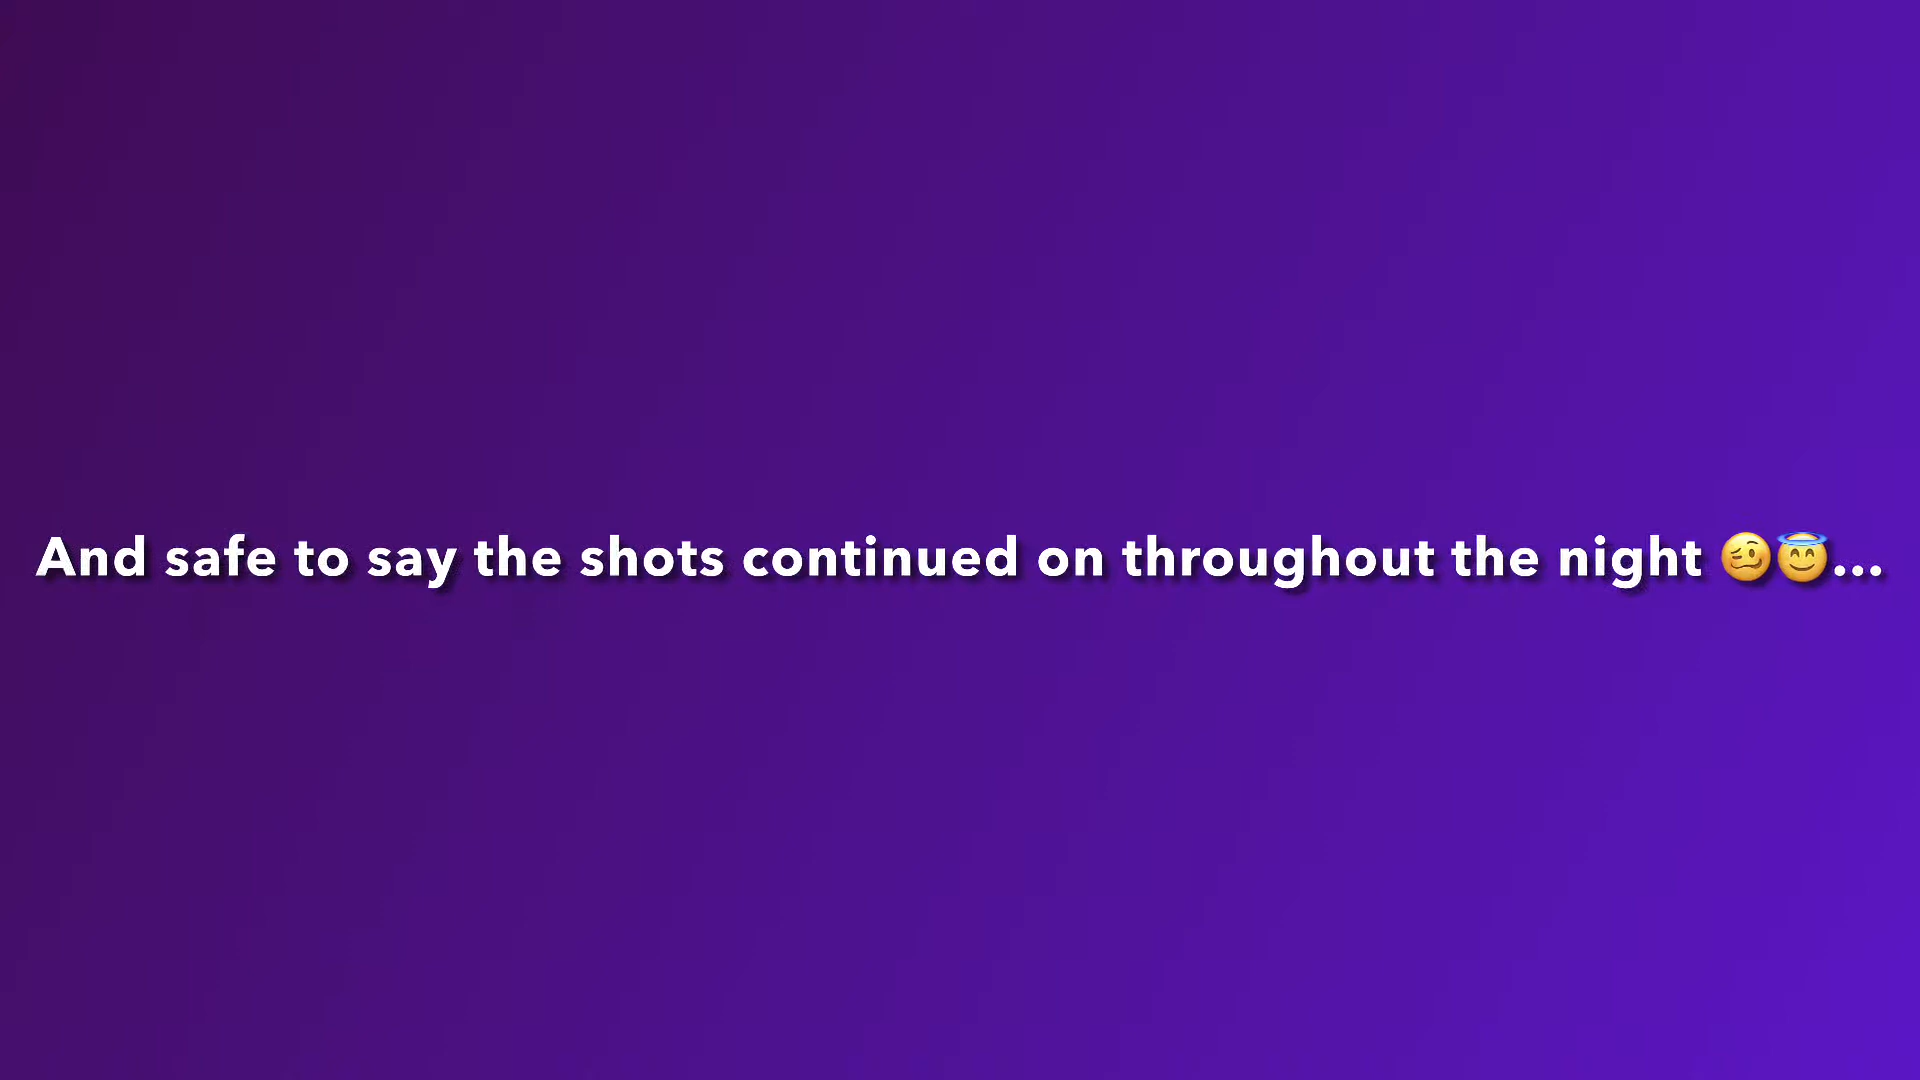 And safe to say the shots continued on throughout the night 🥴😇...